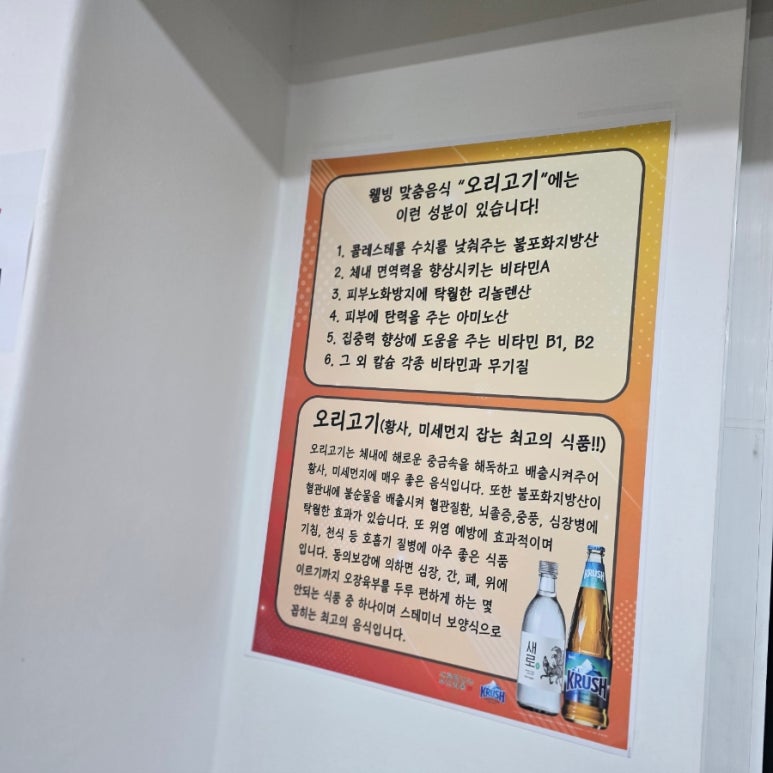 웰빙 맞춤음식 "오리고기"에는
이런 성분이 있습니다!
1. 콜레스테롤 수치를 낮춰주는 불포화지방산
2. 체내 면역력을 향상시키는 비타민A
3. 피부노화방지에 탁월한 리놀렌산
4. 피부에 탄력을 주는 아미노산
5. 집중력 향상에 도움을 주는 비타민 B1, B2
6. 그 외 칼슘 각종 비타민과 무기질
오리고기(황사, 미세먼지 잡는 최고의 식품!!)
오리고기는 체내에 해로운 중금속을 해독하고 배출시켜주어
황사, 미세먼지에 매우 좋은 음식입니다. 또한 불포화지방산이
혈관내에 불순물을 배출시켜 혈관질환, 뇌졸증,중풍, 심장병에
탁월한 효과가 있습니다. 또 위염 예방에 효과적이며
기침, 천식 등 호흡기 질병에 아주 좋은 식품
입니다. 동의보감에 의하면 심장, 간, 폐, 위에
이르기까지 오장육부를 두루 편하게 하는 몇
안되는 식품 중 하나이며 스테미너 보양식으로
꼽히는 최고의 음식입니다.
새로
KRUSH
KRUSH
KRUSH